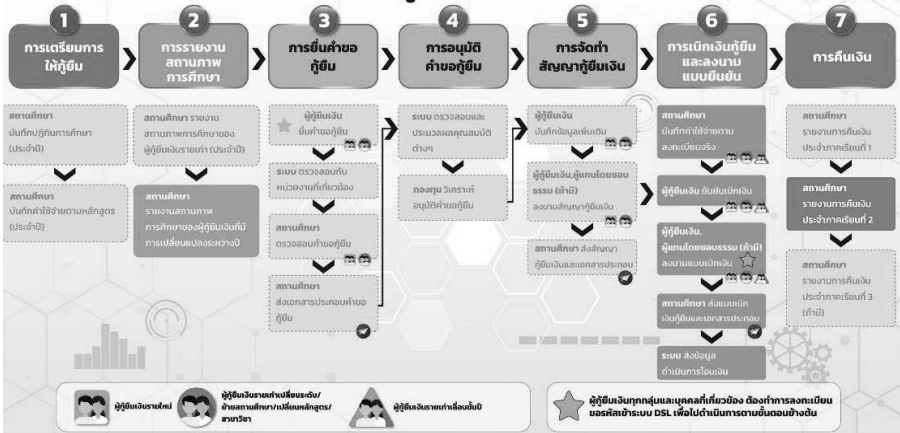 1
การเตรียมการ
ให้กู้ยืม
2
การรายงาน
สถานภาพ
การศึกษา
3
การยื่นคำขอ
กู้ยืม
4
การอนุมัติ
คำขอกู้ยืม
5
การจัดทำ
สัญญากู้ยืมเงิน
6
การเบิกเงินกู้ยืม
และลงนาม
แบบยืนยัน
7
การคืนเงิน
สถานศึกษา
บันทึกปฏิทินการศึกษา
(ประจำปี)
สถานศึกษา
บันทึกค่าใช้จ่ายตามหลักสูตร
(ประจำปี)
สถานศึกษา รายงาน
สถานภาพการศึกษาของ
ผู้กู้ยืมเงินรายเก่า (ประจำปี)
สถานศึกษา
รายงานสถานภาพ
การศึกษาของผู้กู้ยืมเงินที่มี
การเปลี่ยนแปลงระหว่างปี
ผู้กู้ยืมเงิน
ยื่นคำขอกู้ยืม
ระบบ ตรวจสอบกับ
หน่วยงานที่เกี่ยวข้อง
สถานศึกษา
ตรวจสอบคำขอกู้ยืม
สถานศึกษา
ส่งเอกสารประกอบคำขอ
กู้ยืม
ระบบ ตรวจสอบและ
ประมวลผลคุณสมบัติ
ต่างๆ
กองทุน วิเคราะห์
อนุมัติคำขอกู้ยืม
ผู้กู้ยืมเงิน
บันทึกข้อมูลเพิ่มเติม
ผู้กู้ยืมเงิน,ผู้แทนโดยชอบ
ธรรม (ถ้ามี)
ลงนามสัญญากู้ยืมเงิน
สถานศึกษา ส่งสัญญา
กู้ยืมเงินและเอกสารประกอบ
สถานศึกษา
บันทึกค่าใช้จ่ายตาม
ลงทะเบียนจริง
ผู้กู้ยืมเงิน ยืนยันเบิกเงิน
ผู้กู้ยืมเงิน,
ผู้แทนโดยชอบธรรม (ถ้ามี)
ลงนามแบบเบิกเงิน
สถานศึกษา ส่งแบบเบิก
เงินกู้ยืมและเอกสารประกอบ
ระบบ ส่งข้อมูล
ดำเนินการโอนเงิน
สถานศึกษา
รายงานการคืนเงิน
ประจำภาคเรียนที่ 1
สถานศึกษา
รายงานการคืนเงิน
ประจำภาคเรียนที่ 2
สถานศึกษา
รายงานการคืนเงิน
ประจำภาคเรียนที่ 3
(ถ้ามี)
ผู้กู้ยืมเงินรายใหม่
ผู้กู้ยืมเงินรายเก่าเปลี่ยนระดับ/
ย้ายสถานศึกษา/เปลี่ยนหลักสูตร/
สาขาวิชา
ผู้กู้ยืมเงินรายเก่าเลื่อนชั้นปี
ผู้กู้ยืมเงินทุกกลุ่มและบุคคลที่เกี่ยวข้อง ต้องทำการลงทะเบียน
ขอรหัสเข้าระบบ DSL เพื่อไปดำเนินการตามขั้นตอนข้างต้น